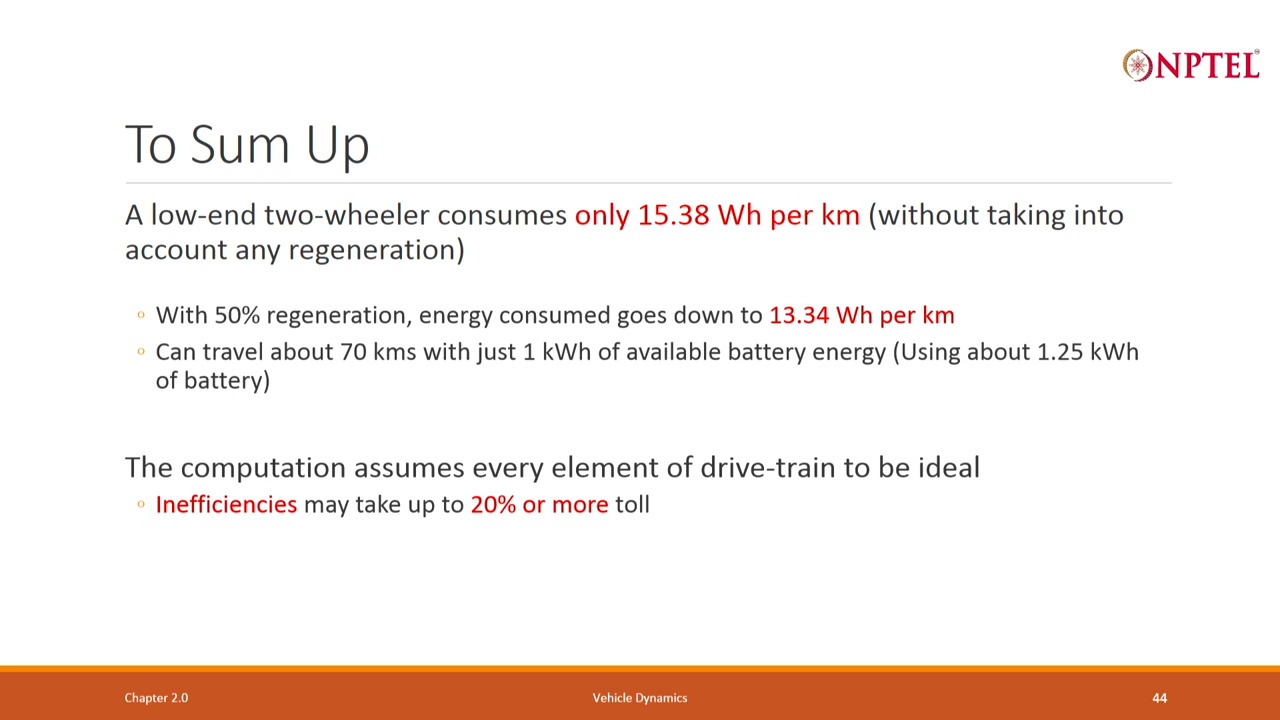 NPTEL
To Sum Up
A low-end two-wheeler consumes only 15.38 Wh per km (without taking into
account any regeneration)
◦ With 50% regeneration, energy consumed goes down to 13.34 Wh per km
◦ Can travel about 70 kms with just 1 kWh of available battery energy (Using about 1.25 kWh
of battery)
The computation assumes every element of drive-train to be ideal
◦ Inefficiencies may take up to 20% or more toll
Chapter 2.0
Vehicle Dynamics
44